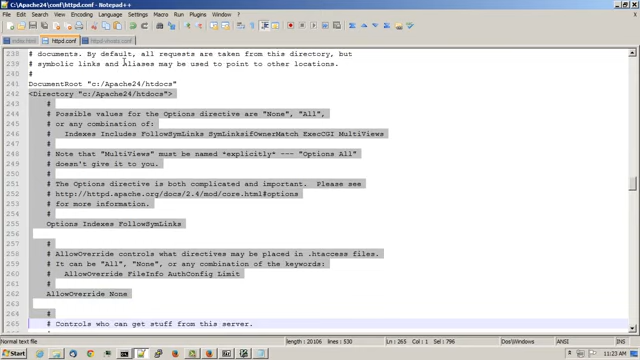 C:\Apache24\conf\httpd.conf - Notepad++
File Edit Search View Encoding Language Settings Macro Run Plugins Window ?
index.html httpd.conf httpd-vhosts.conf
238 # documents. By default, all requests are taken from this directory, but
239 # symbolic links and aliases may be used to point to other locations.
240 #
241 DocumentRoot "c:/Apache24/htdocs"
242 <Directory "c:/Apache24/htdocs">
243 #
244 # Possible values for the Options directive are "None", "All",
245 # or any combination of:
246 # Indexes Includes FollowSymLinks SymLinksifOwnerMatch ExecCGI MultiViews
247 #
248 # Note that "MultiViews" must be named *explicitly* --- "Options All"
249 # doesn't give it to you.
250 #
251 # The Options directive is both complicated and important. Please see
252 # http://httpd.apache.org/docs/2.4/mod/core.html#options
253 # for more information.
254 #
255 Options Indexes FollowSymLinks
256
257 #
258 # AllowOverride controls what directives may be placed in .htaccess files.
259 # It can be "All", "None", or any combination of the keywords:
260 # AllowOverride FileInfo AuthConfig Limit
261 #
262 AllowOverride None
263
264 #
265 # Controls who can get stuff from this server.
Normal text file length : 20106 lines : 530 Ln : 265 Col : 1 Sel : 796 Dos\Windows ANSI INS
Start 11:23 AM